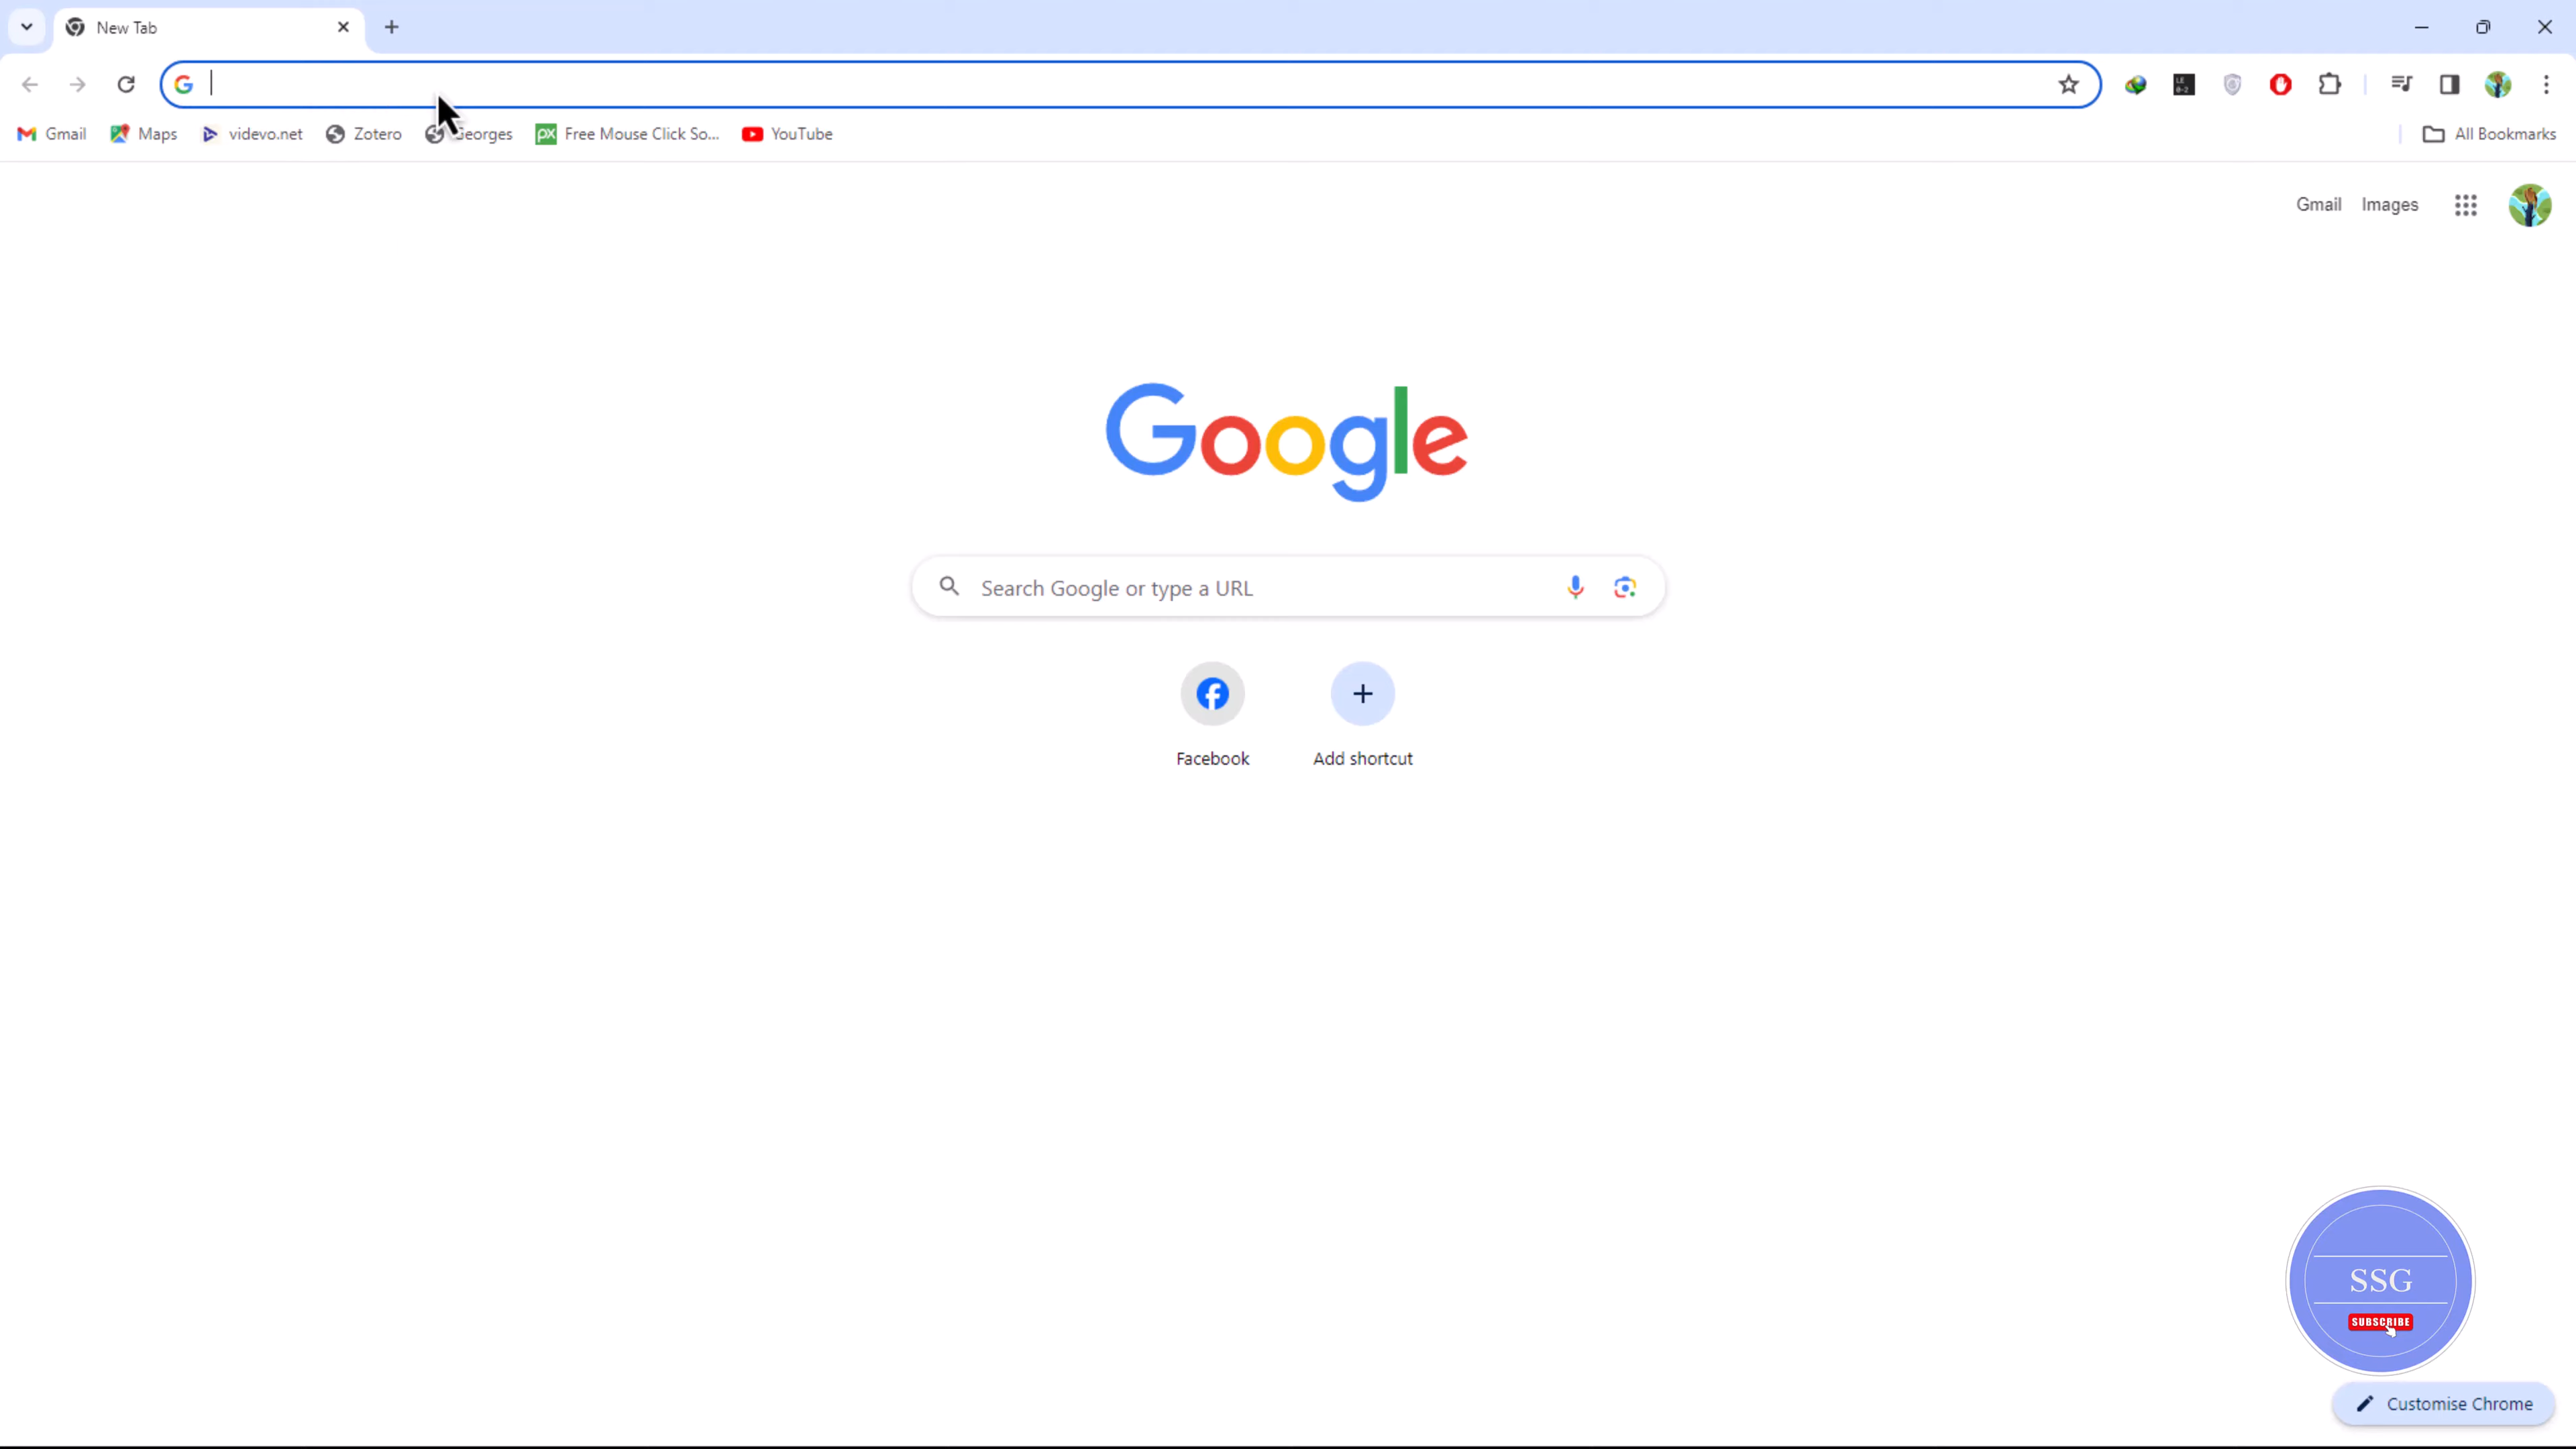 New Tab
Gmail Maps videvo.net Zotero Georges Free Mouse Click So... YouTube All Bookmarks
Gmail Images
Google
Search Google or type a URL
Facebook Add shortcut
SSG
SUBSCRIBE
Customise Chrome